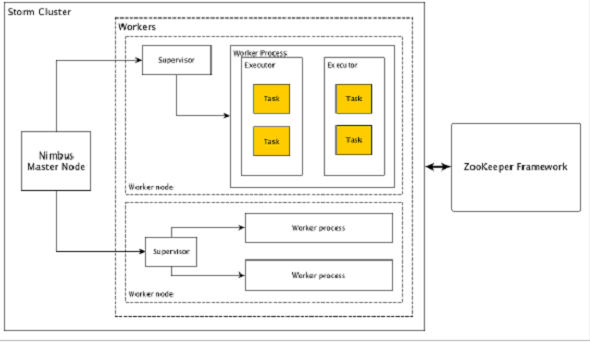 Storm Cluster
Workers
Supervisor
Worker Process
Executor
Executor
Task
Task
Task
Task
Nimbus
Master Node
ZooKeeper Framework
Worker node
Worker process
Supervisor
Worker process
Worker node